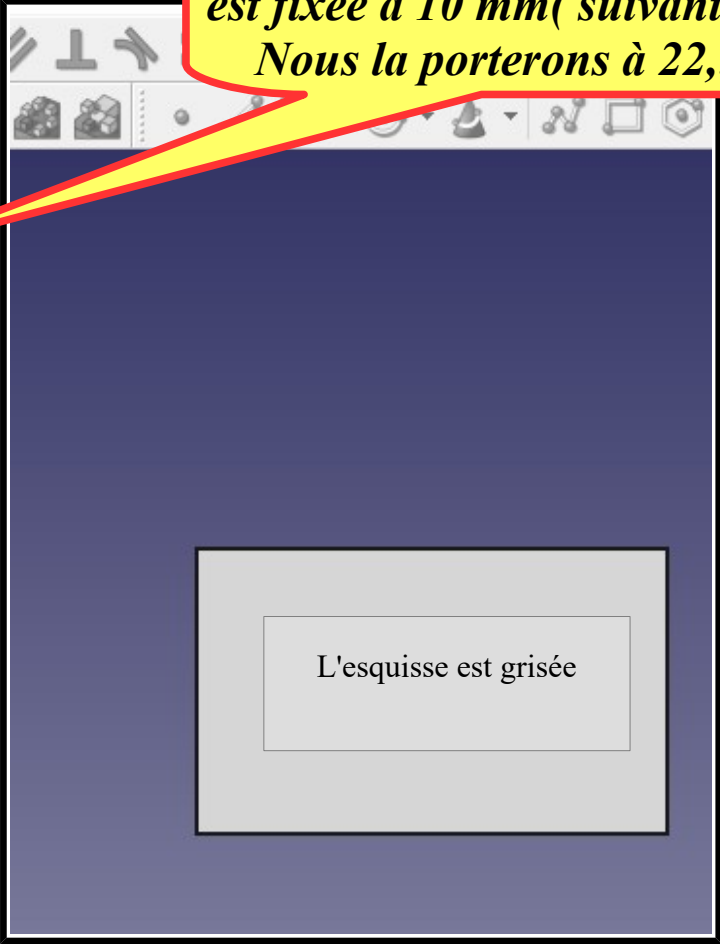 est fixée à 10 mm( suivant
Nous la porterons à 22,
L'esquisse est grisée